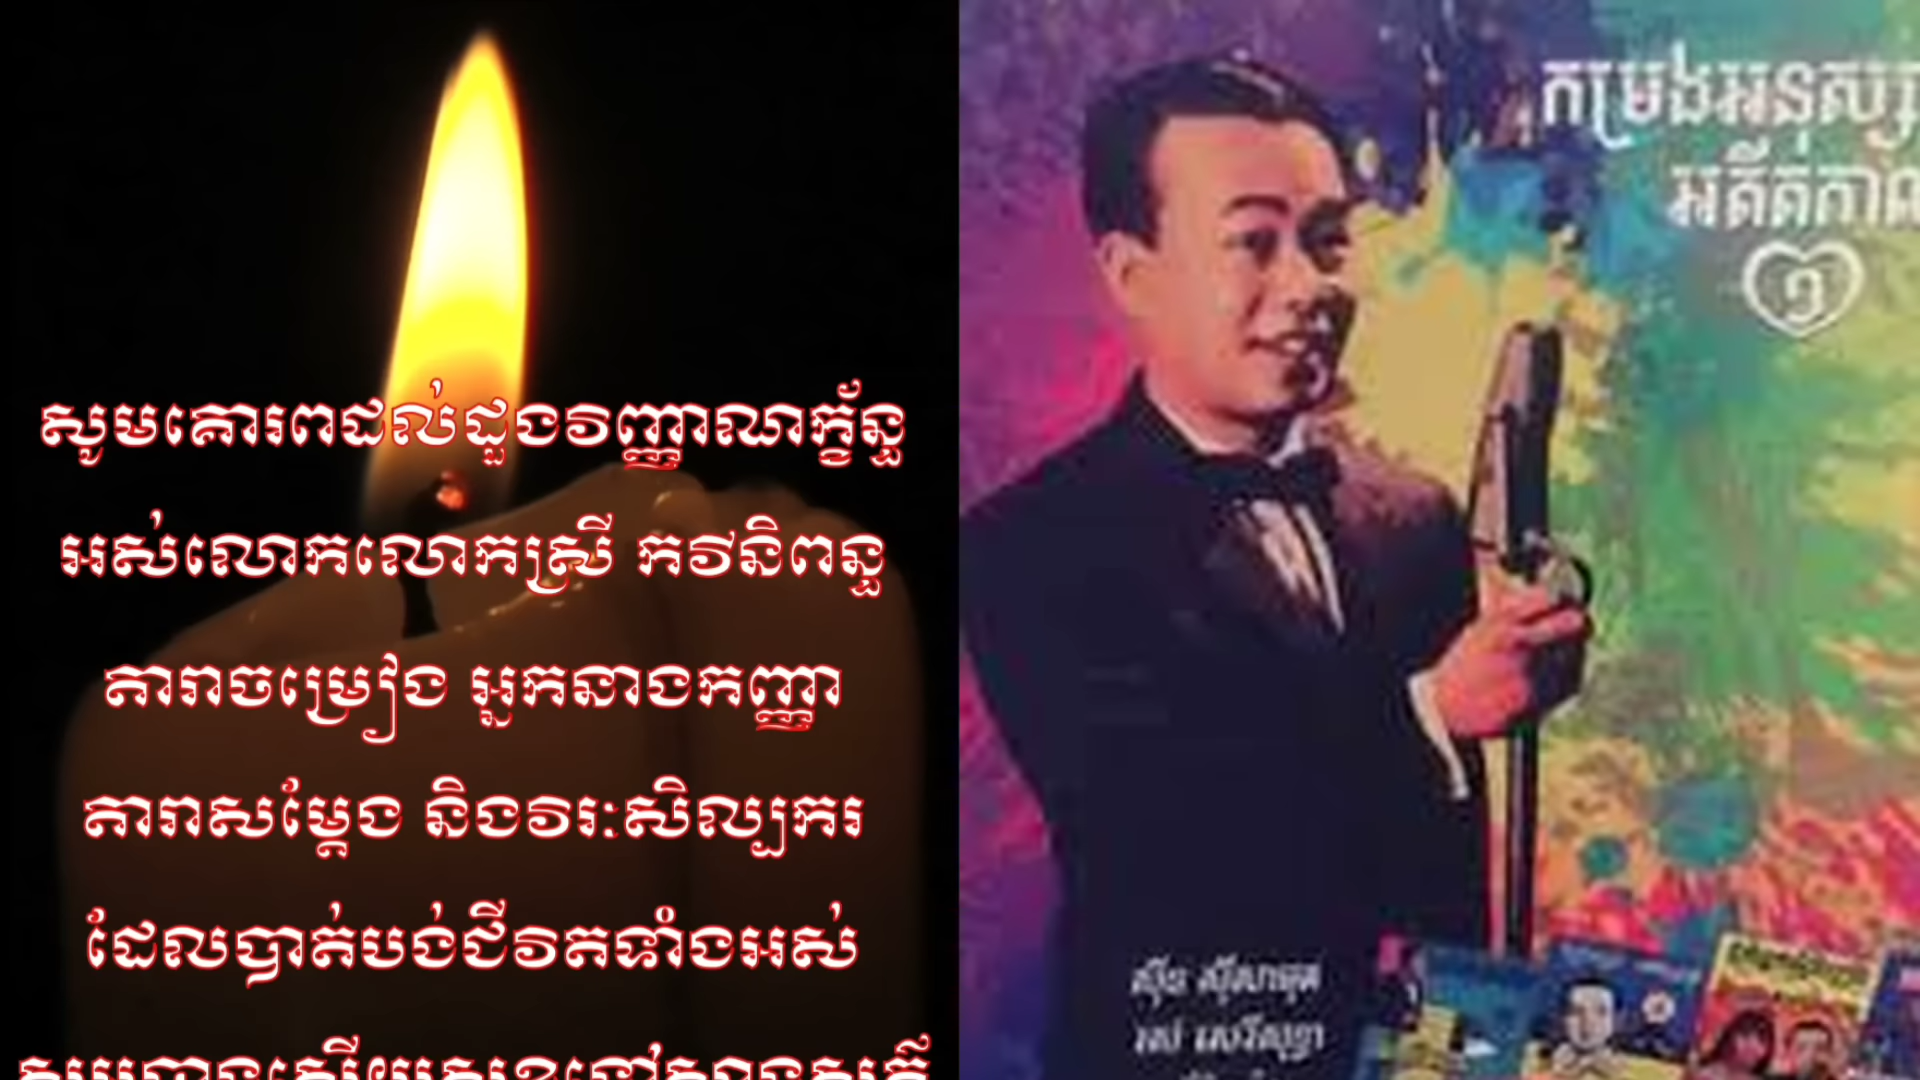 សូមគោរពដល់ដួងវិញ្ញាណក្ខ័ន្ធ
អស់លោកលោកស្រី កវីនិពន្ធ
តារាចម្រៀង អ្នកនាងកញ្ញា
តារាសម្ដែង និងវិរៈសិល្បករ
ដែលបាត់បង់ជីវិតទាំងអស់
កម្រងអនុស្ស
អតីតកាល
១
ស៊ីន ស៊ីសាមុត
រស់ សេរីសុទ្ធា